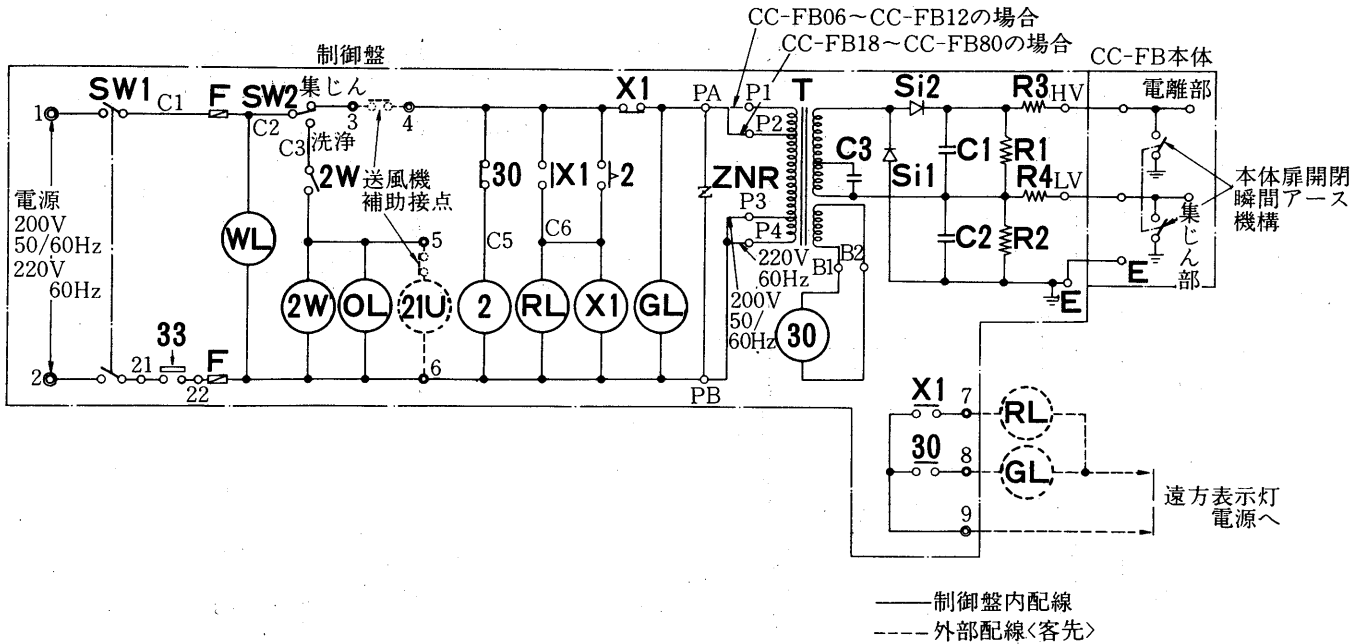 CC-FB06～CC-FB12の場合
CC-FB18～CC-FB80の場合
制御盤
CC-FB本体
SW1
C1
F
SW2
集じん
X1
PA
P1
T
Si2
R3
HV
電離部
1
C2
3
4
P2
C3
洗浄
2W
送風機
補助接点
30
X1
2
ZNR
C3
Si1
C1
R1
R4
LV
本体扉開閉
瞬間アース
機構
電源
200V
50/60Hz
220V
60Hz
WL
5
C5
C6
P3
P4
220V
60Hz
B1
B2
C2
R2
集じん部
E
E
2W
OL
21U
2
RL
X1
GL
200V
50/
60Hz
30
33
2
21
22
F
6
PB
X1
7
RL
30
8
GL
9
遠方表示灯
電源へ
制御盤内配線
外部配線<客先>